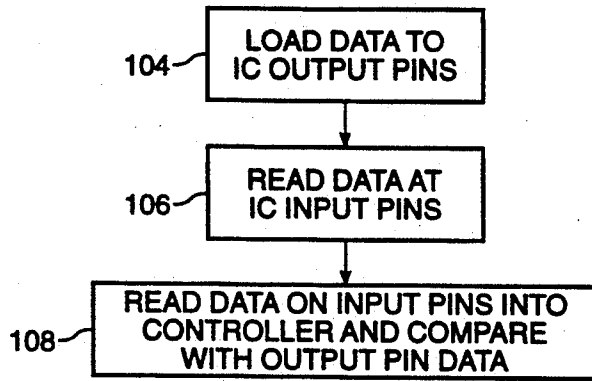 104
LOAD DATA TO
IC OUTPUT PINS
106
READ DATA AT
IC INPUT PINS
108
READ DATA ON INPUT PINS INTO
CONTROLLER AND COMPARE
WITH OUTPUT PIN DATA